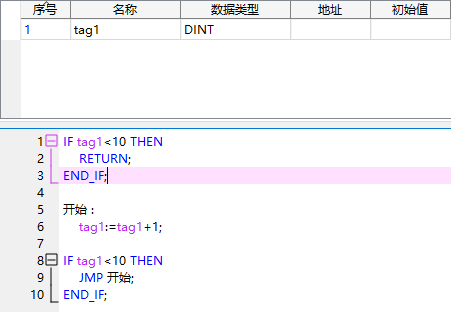 序号 名称 数据类型 地址 初始值
1 tag1 DINT
1 IF tag1<10 THEN
2 RETURN;
3 END_IF;
4
5 开始 :
6 tag1:=tag1+1;
7
8 IF tag1<10 THEN
9 JMP 开始;
10 END_IF;